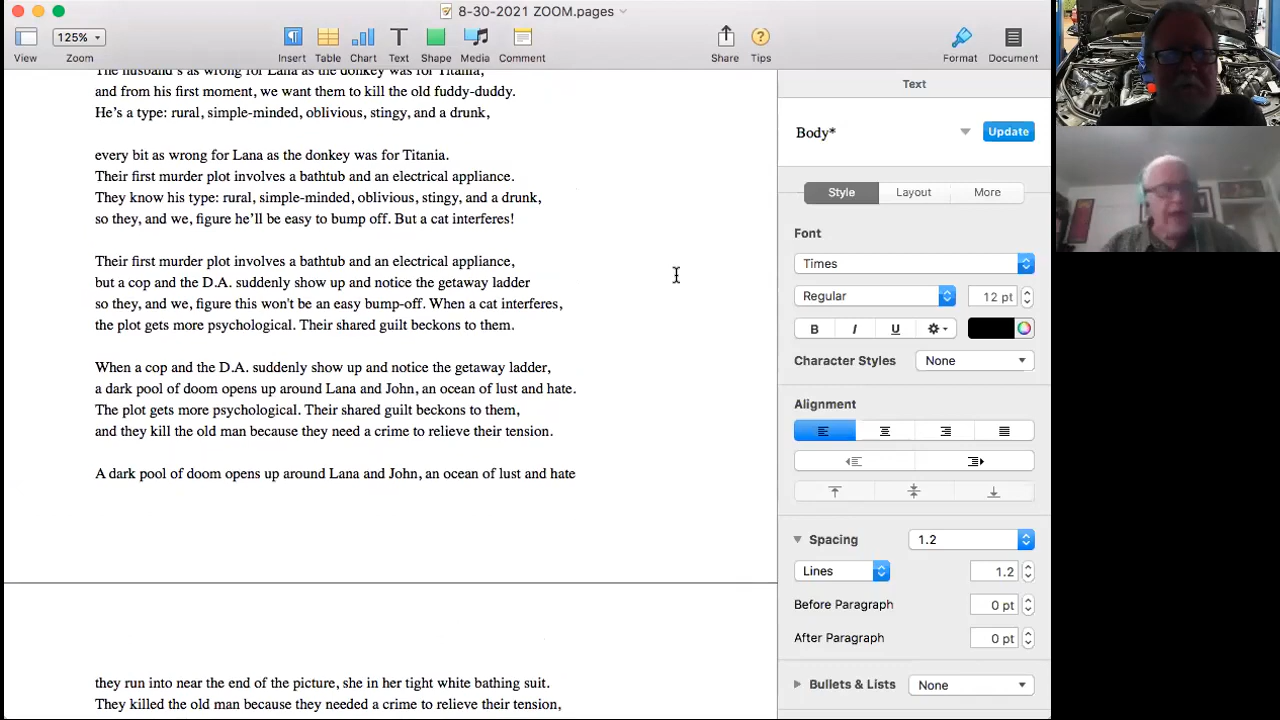 8-30-2021 ZOOM.pages
125%
View
Zoom
Insert
Table
Chart
Text
Shape
Media
Comment
Share
Tips
Format
Document
The husband's as wrong for Lana as the donkey was for Titania,
and from his first moment, we want them to kill the old fuddy-duddy.
He's a type: rural, simple-minded, oblivious, stingy, and a drunk,
every bit as wrong for Lana as the donkey was for Titania.
Their first murder plot involves a bathtub and an electrical appliance.
They know his type: rural, simple-minded, oblivious, stingy, and a drunk,
so they, and we, figure he'll be easy to bump off. But a cat interferes!
Their first murder plot involves a bathtub and an electrical appliance,
but a cop and the D.A. suddenly show up and notice the getaway ladder
so they, and we, figure this won't be an easy bump-off. When a cat interferes,
the plot gets more psychological. Their shared guilt beckons to them.
When a cop and the D.A. suddenly show up and notice the getaway ladder,
a dark pool of doom opens up around Lana and John, an ocean of lust and hate.
The plot gets more psychological. Their shared guilt beckons to them,
and they kill the old man because they need a crime to relieve their tension.
A dark pool of doom opens up around Lana and John, an ocean of lust and hate
they run into near the end of the picture, she in her tight white bathing suit.
They killed the old man because they needed a crime to relieve their tension,
Text
Body*
Update
Style
Layout
More
Font
Times
Regular
12 pt
B
I
U
Character Styles
None
Alignment
Spacing
1.2
Lines
1.2
Before Paragraph
0 pt
After Paragraph
0 pt
Bullets & Lists
None